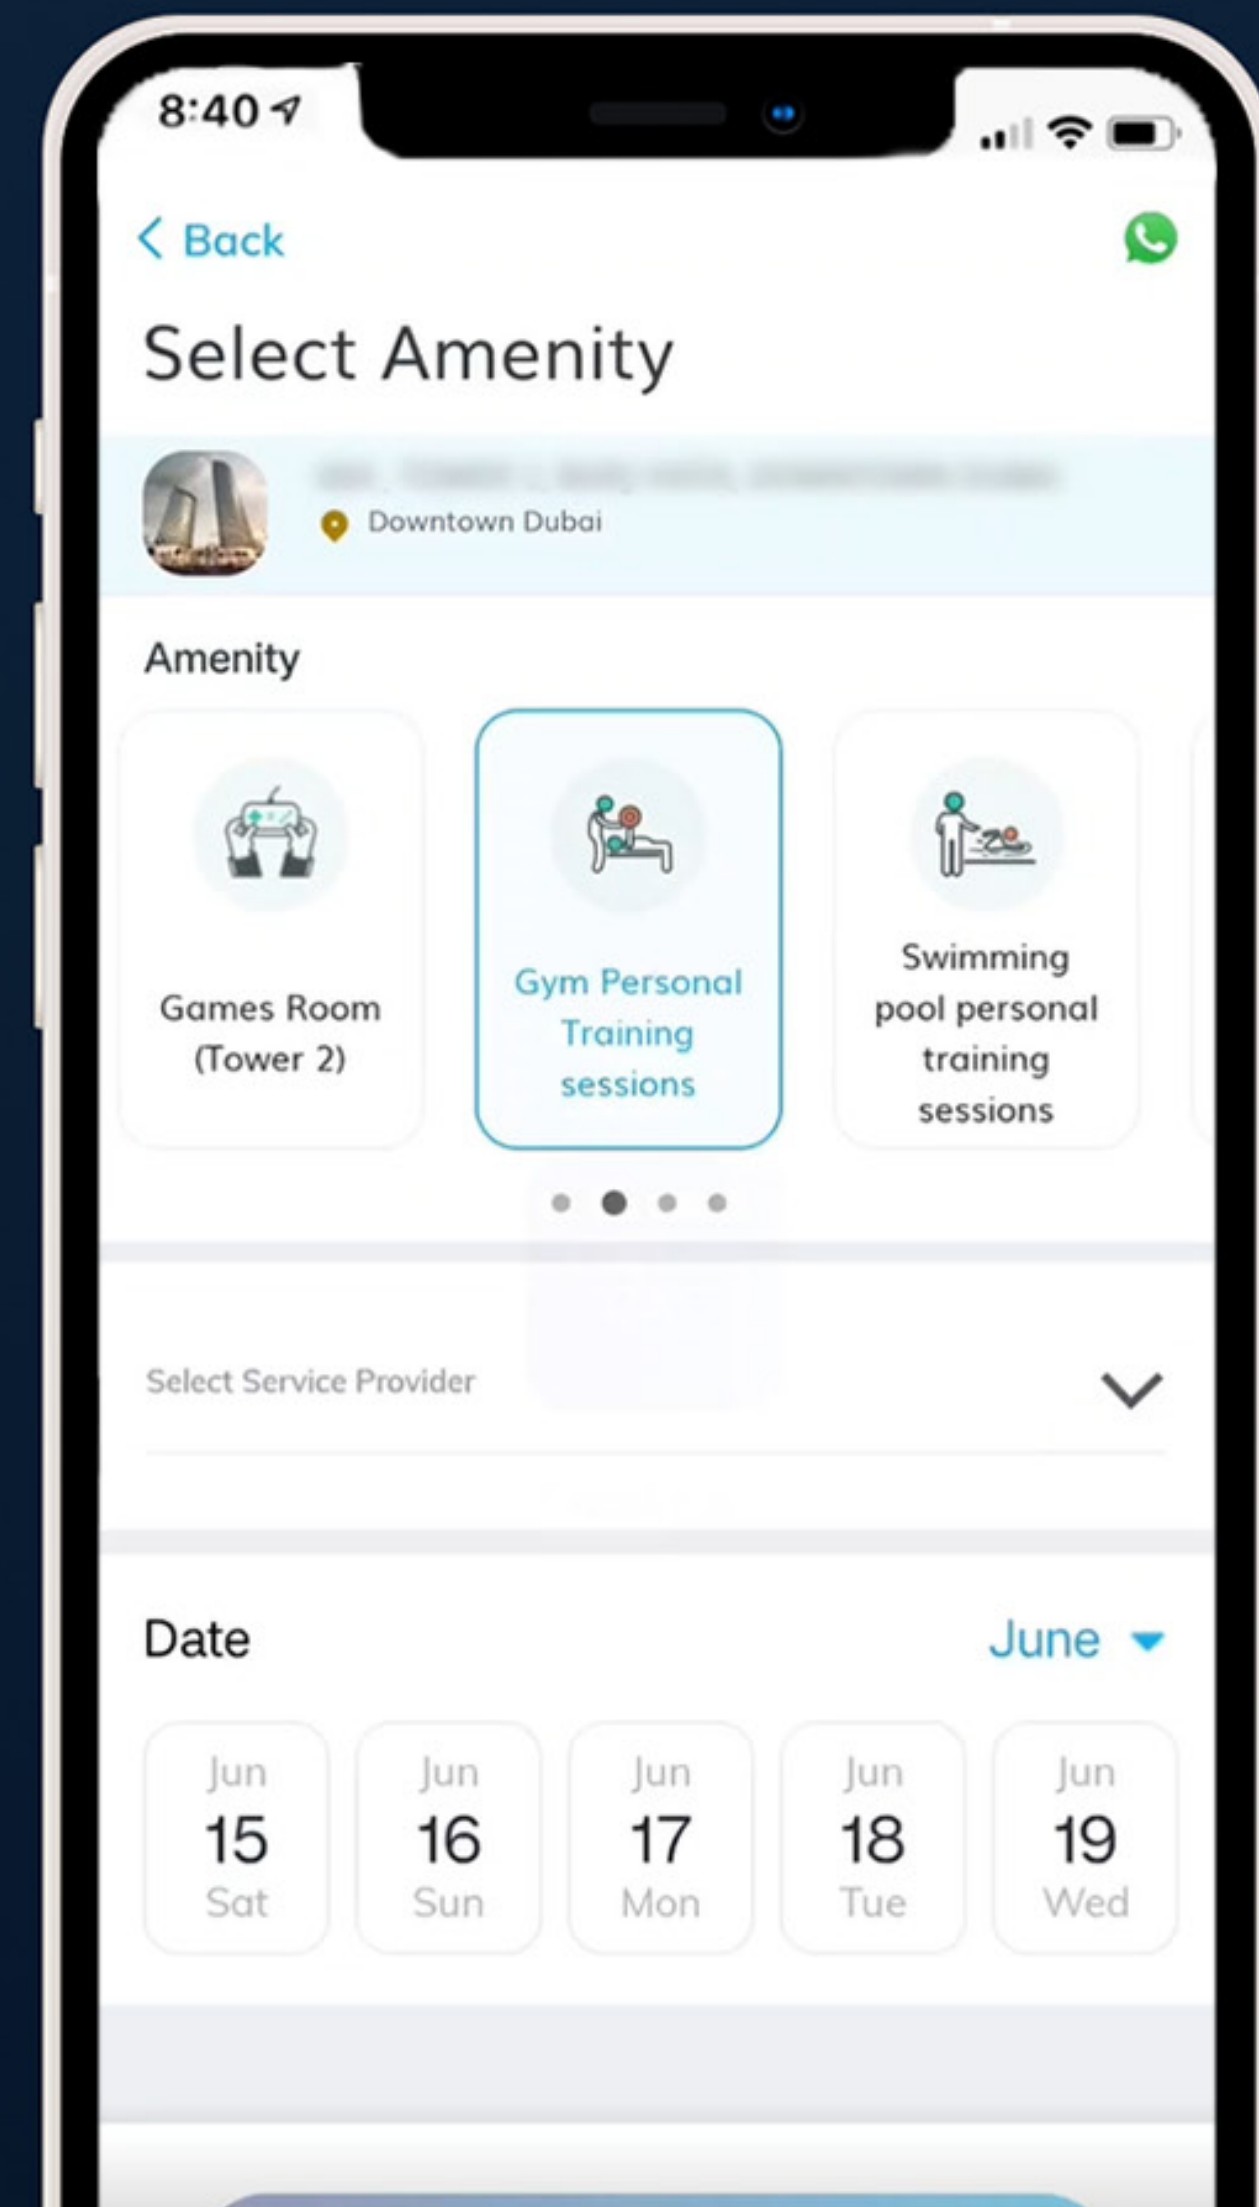 8:40
Back
Select Amenity
Downtown Dubai
Amenity
Games Room
(Tower 2)
Gym Personal
Training
sessions
Swimming
pool personal
training
sessions
Select Service Provider
Date
June
Jun
15
Sat
Jun
16
Sun
Jun
17
Mon
Jun
18
Tue
Jun
19
Wed